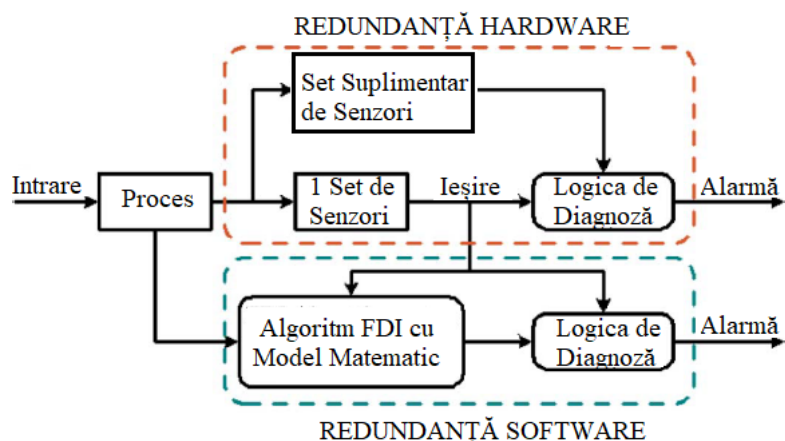 REDUNDANȚĂ HARDWARE
Set Suplimentar
de Senzori
Intrare
Proces
1 Set de
Senzori
Ieșire
Logica de
Diagnoză
Alarmă
Algoritm FDI cu
Model Matematic
Logica de
Diagnoză
Alarmă
REDUNDANȚĂ SOFTWARE